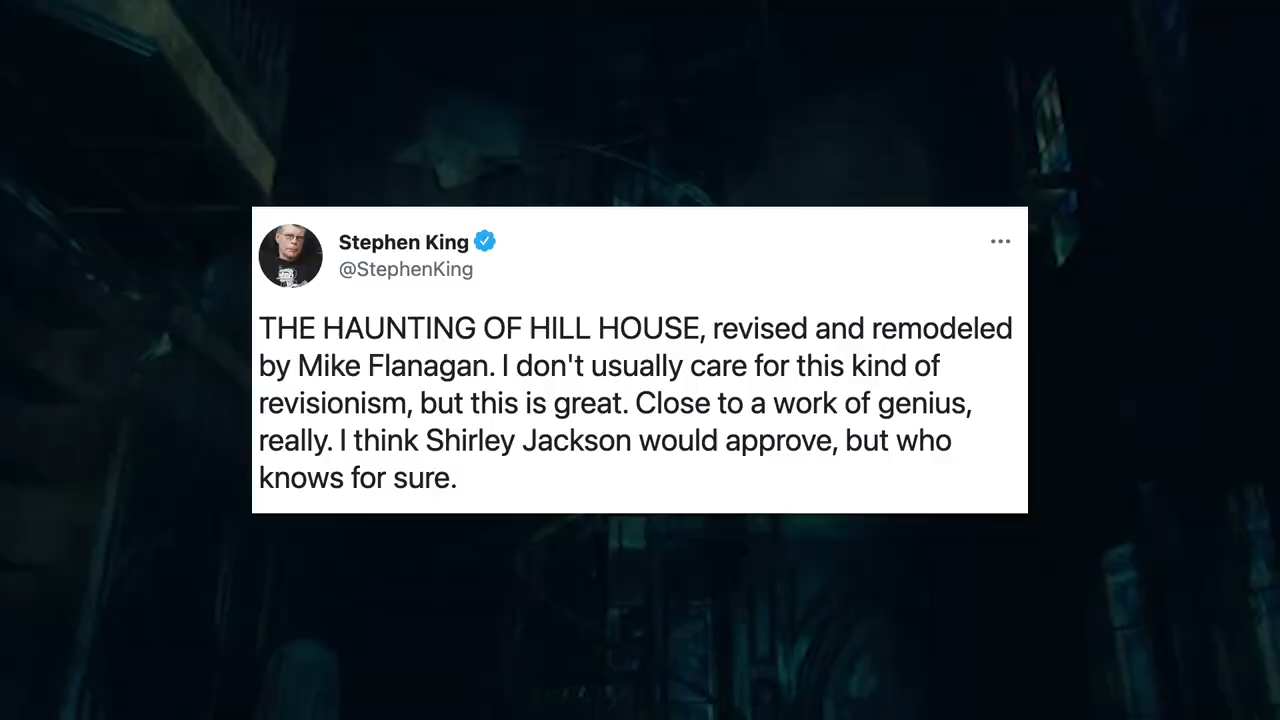 Stephen King
@StephenKing
THE HAUNTING OF HILL HOUSE, revised and remodeled
by Mike Flanagan. I don't usually care for this kind of
revisionism, but this is great. Close to a work of genius,
really. I think Shirley Jackson would approve, but who
knows for sure.